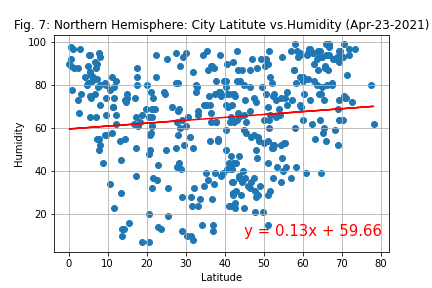 Fig. 7: Northern Hemisphere: City Latitute vs.Humidity (Apr-23-2021)
100
80
60
40
20
Humidity
y = 0.13x + 59.66
0 10 20 30 40 50 60 70 80
Latitude